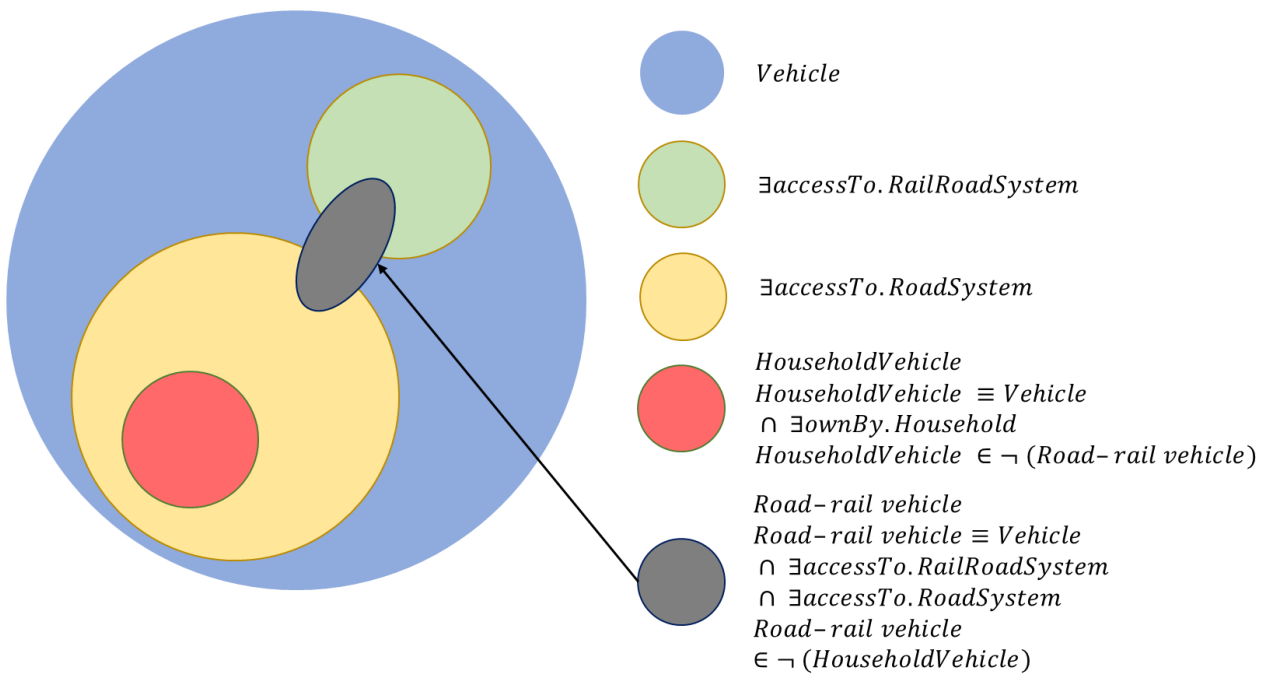 Vehicle
∃accessTo.RailRoadSystem
∃accessTo.RoadSystem
HouseholdVehicle
HouseholdVehicle ≡ Vehicle
∩ ∃ownBy.Household
HouseholdVehicle ∈ ¬ (Road−rail vehicle)
Road−rail vehicle
Road−rail vehicle ≡ Vehicle
∩ ∃accessTo.RailRoadSystem
∩ ∃accessTo.RoadSystem
Road−rail vehicle
∈ ¬ (HouseholdVehicle)